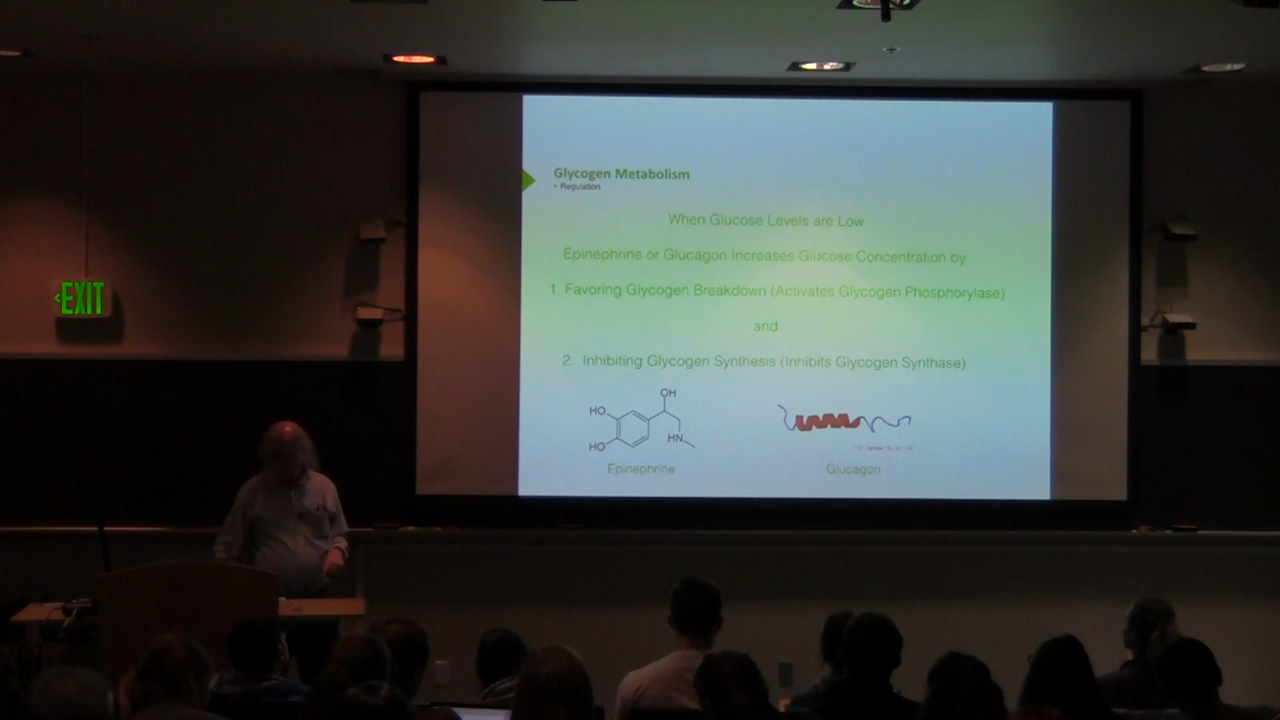 Glycogen Metabolism
• Regulation
When Glucose Levels are Low
Epinephrine or Glucagon Increases Glucose Concentration by
1. Favoring Glycogen Breakdown (Activates Glycogen Phosphorylase)
and
2. Inhibiting Glycogen Synthesis (Inhibits Glycogen Synthase)
<EXIT
OH
HO
HO
HN
Epinephrine
Glucagon